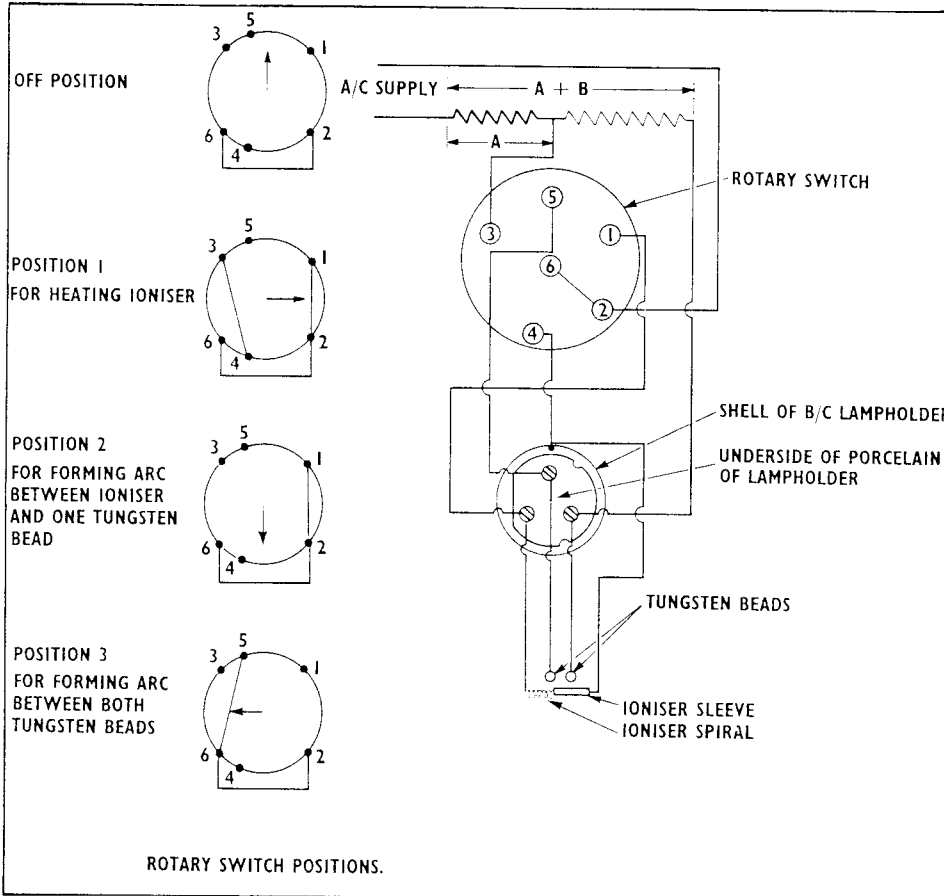 5
3
1
OFF POSITION
6
2
4
A/C SUPPLY
A + B
A
ROTARY SWITCH
5
3
1
6
2
4
5
3
1
POSITION 1
FOR HEATING IONISER
6
2
4
SHELL OF B/C LAMPHOLDER
UNDERSIDE OF PORCELAIN
OF LAMPHOLDER
POSITION 2
FOR FORMING ARC
BETWEEN IONISER
AND ONE TUNGSTEN
BEAD
5
3
1
6
2
4
TUNGSTEN BEADS
POSITION 3
FOR FORMING ARC
BETWEEN BOTH
TUNGSTEN BEADS
5
3
1
6
2
4
IONISER SLEEVE
IONISER SPIRAL
ROTARY SWITCH POSITIONS.